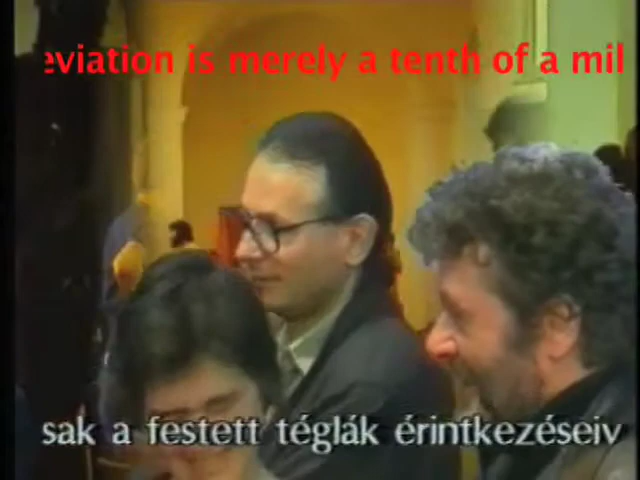 eviation is merely a tenth of a mil
sak a festett téglák érintkezéseiv